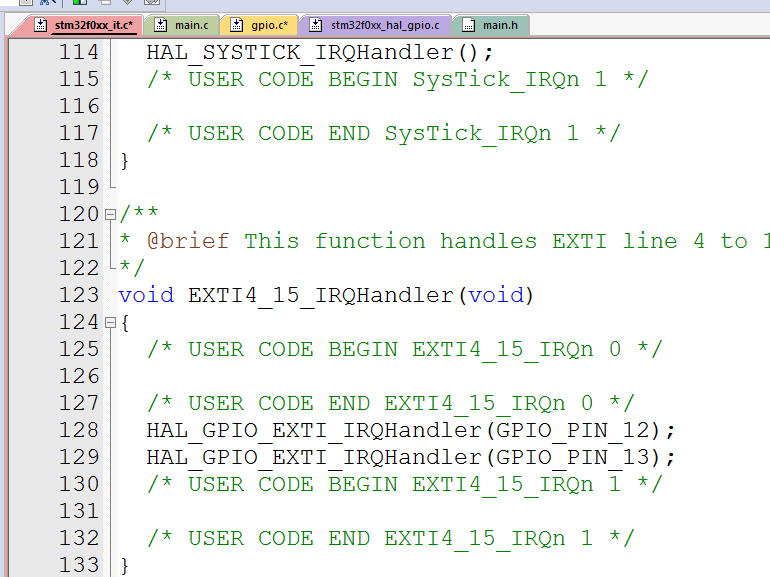 stm32f0xx_it.c* main.c gpio.c* stm32f0xx_hal_gpio.c main.h
114 HAL_SYSTICK_IRQHandler();
115 /* USER CODE BEGIN SysTick_IRQn 1 */
116
117 /* USER CODE END SysTick_IRQn 1 */
118 }
119
120 /**
121 * @brief This function handles EXTI line 4 to 1
122 */
123 void EXTI4_15_IRQHandler(void)
124 {
125 /* USER CODE BEGIN EXTI4_15_IRQn 0 */
126
127 /* USER CODE END EXTI4_15_IRQn 0 */
128 HAL_GPIO_EXTI_IRQHandler(GPIO_PIN_12);
129 HAL_GPIO_EXTI_IRQHandler(GPIO_PIN_13);
130 /* USER CODE BEGIN EXTI4_15_IRQn 1 */
131
132 /* USER CODE END EXTI4_15_IRQn 1 */
133 }